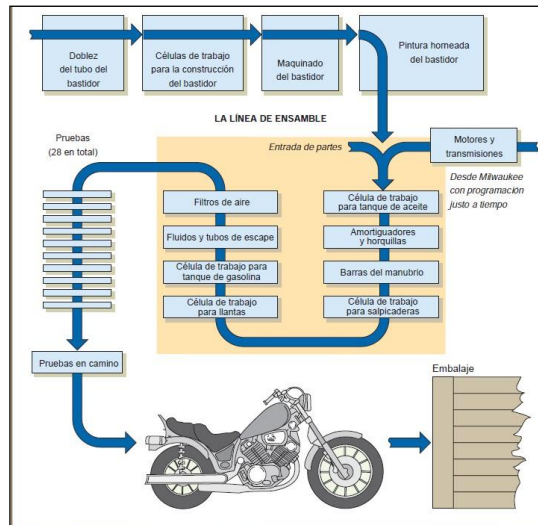 Doblez
del tubo del
bastidor
Células de trabajo
para la construcción
del bastidor
Maquinado
del bastidor
Pintura horneada
del bastidor
LA LÍNEA DE ENSAMBLE
Pruebas
(28 en total)
Entrada de partes
Motores y
transmisiones
Desde Milwaukee
con programación
justo a tiempo
Filtros de aire
Fluidos y tubos de escape
Célula de trabajo para
tanque de gasolina
Célula de trabajo
para llantas
Célula de trabajo
para tanque de aceite
Amortiguadores
y horquillas
Barras del manubrio
Célula de trabajo
para salpicaderas
Pruebas en camino
Embalaje